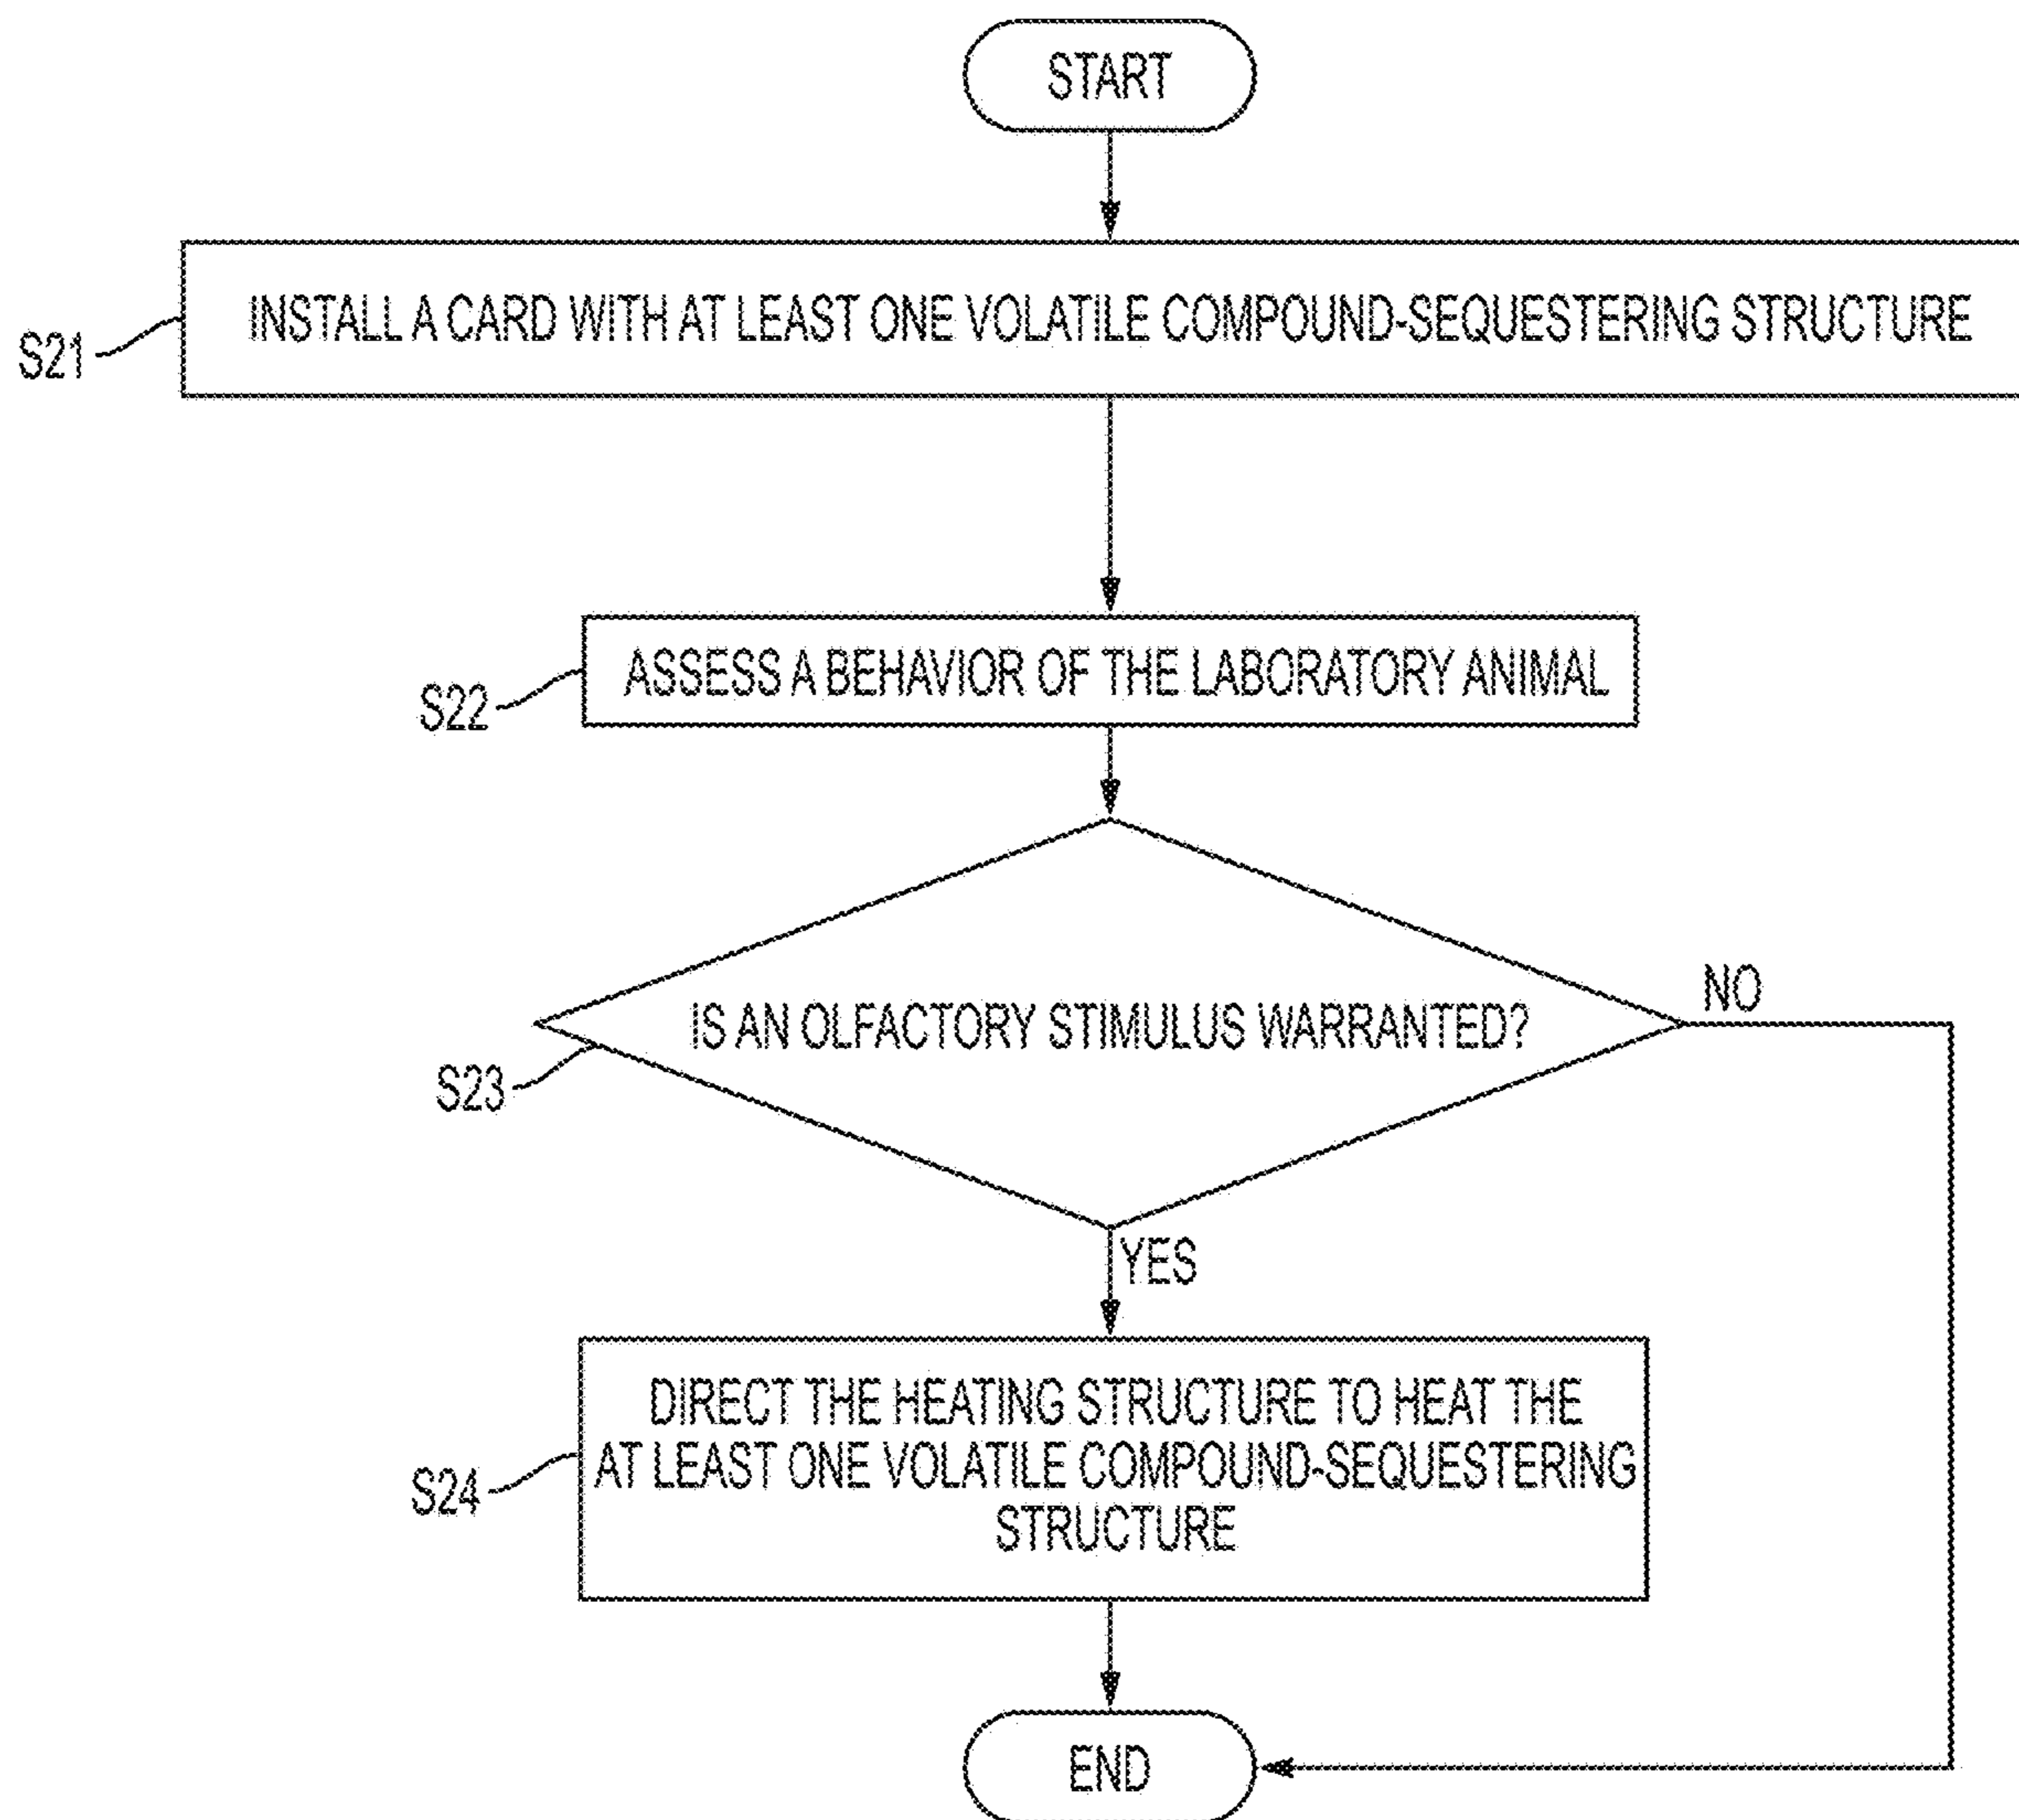 START
INSTALL A CARD WITH AT LEAST ONE VOLATILE COMPOUND-SEQUESTERING STRUCTURE
S21
ASSESS A BEHAVIOR OF THE LABORATORY ANIMAL
S22
IS AN OLFACTORY STIMULUS WARRANTED?
NO
S23
YES
DIRECT THE HEATING STRUCTURE TO HEAT THE
AT LEAST ONE VOLATILE COMPOUND-SEQUESTERING
STRUCTURE
S24
END